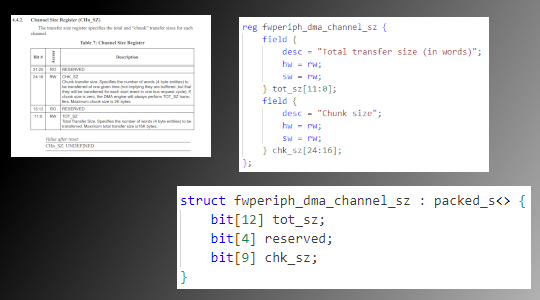 4.4.2. Channel Size Register (CHn_SZ)
The transfer size register specifies the total and "chunk" transfer sizes for each
channel.
Table 7: Channel Size Register
Bit # Access Description
31:25 RO RESERVED
24:16 RW CHK_SZ
Chunk transfer size. Specifies the number of words (4 byte entities) to
be transferred at one given time (not implying they are buffered, but that
they will be transferred for each start event in one bus request cycle). If
chunk size is zero, the DMA engine will always perform TOT_SZ trans-
fers. Maximum chunk size is 2K bytes.
15:12 RO RESERVED
11:0 RW TOT_SZ
Total Transfer Size. Specifies the number of words (4 byte entities) to be
transferred. Maximum total transfer size is 16K bytes.
Value after reset:
CHn_SZ: UNDEFINED
reg fwperiph_dma_channel_sz {
field {
desc = "Total transfer size (in words)";
hw = rw;
sw = rw;
} tot_sz[11:0];
field {
desc = "Chunk size";
hw = rw;
sw = rw;
} chk_sz[24:16];
};
struct fwperiph_dma_channel_sz : packed_s<> {
bit[12] tot_sz;
bit[4] reserved;
bit[9] chk_sz;
}